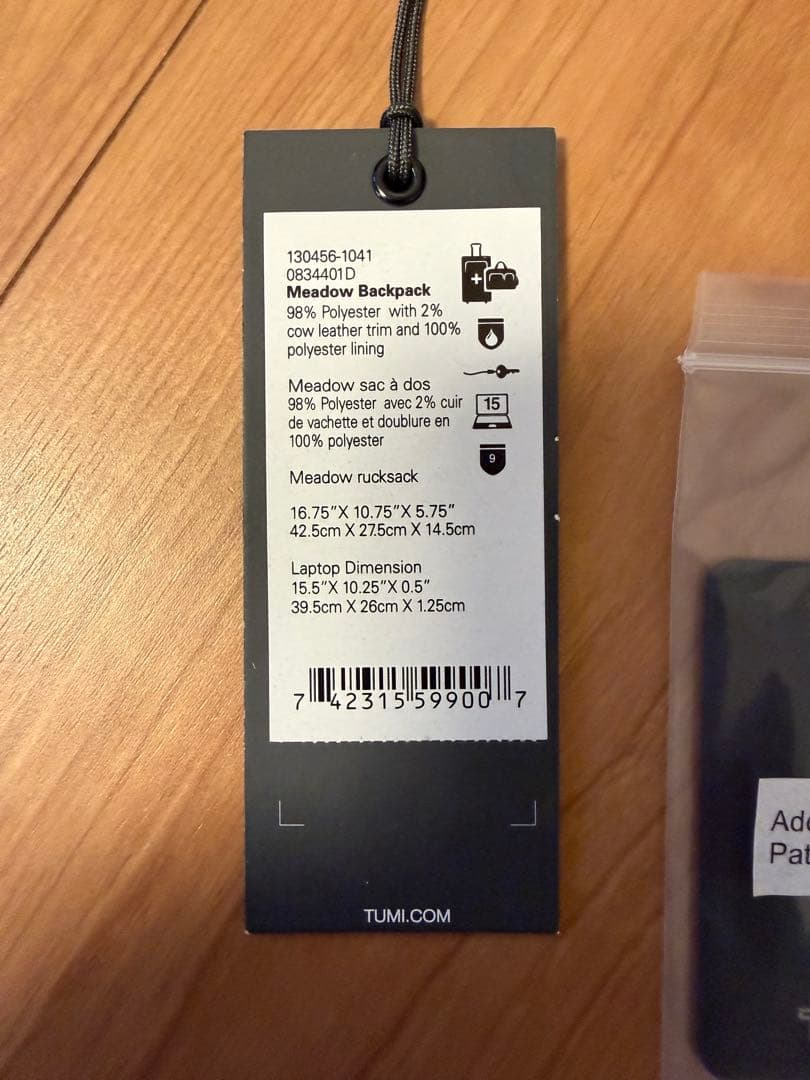 130456-1041
0834401D
Meadow Backpack
98% Polyester with 2%
cow leather trim and 100%
polyester lining
Meadow sac à dos
98% Polyester avec 2% cuir
de vachette et doublure en
100% polyester
Meadow rucksack
16.75"X 10.75"X 5.75"
42.5cm X 27.5cm X 14.5cm
Laptop Dimension
15.5"X 10.25"X 0.5"
39.5cm X 26cm X 1.25cm
15
9
7 42315 59900 7
TUMI.COM